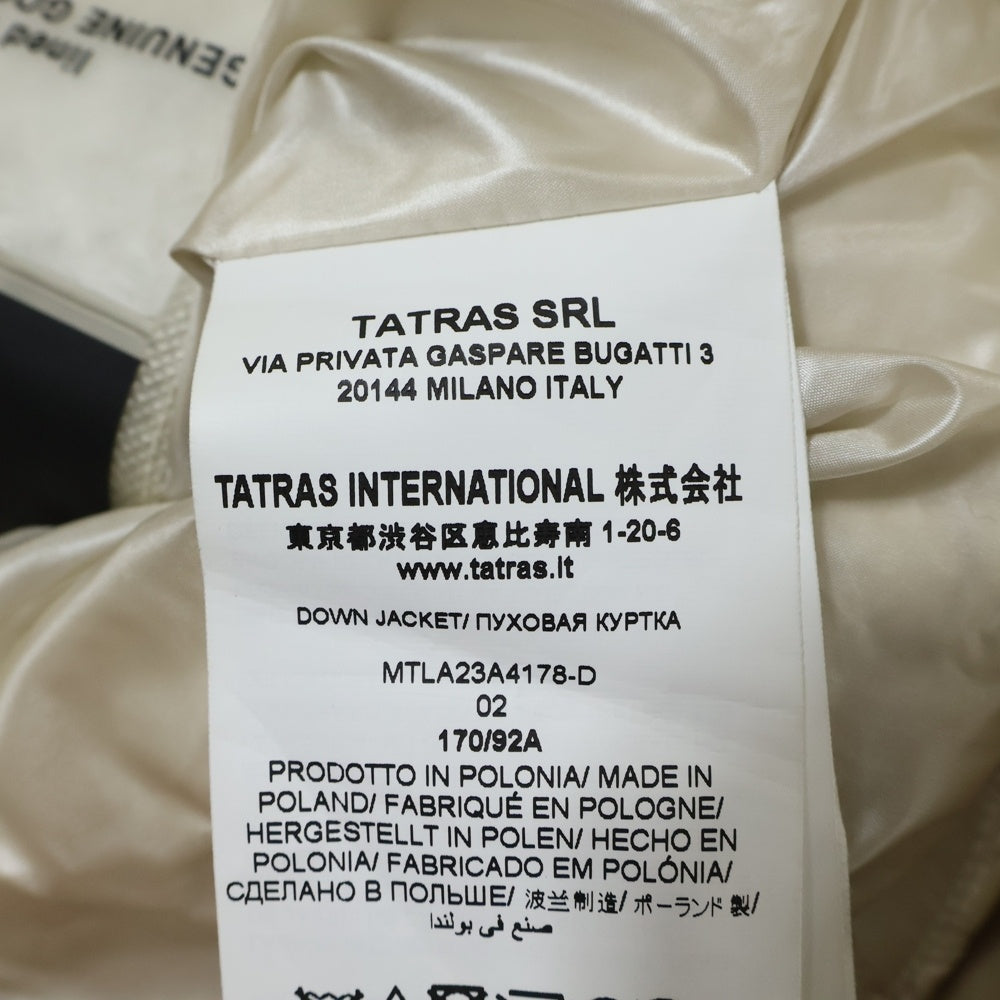 GENUINE GO
lined
TATRAS SRL
VIA PRIVATA GASPARE BUGATTI 3
20144 MILANO ITALY
TATRAS INTERNATIONAL 株式会社
東京都渋谷区恵比寿南 1-20-6
www.tatras.it
DOWN JACKET/ ПУХОВАЯ КУРТКА
MTLA23A4178-D
02
170/92A
PRODOTTO IN POLONIA/ MADE IN
POLAND/ FABRIQUÉ EN POLOGNE/
HERGESTELLT IN POLEN/ HECHO EN
POLONIA/ FABRICADO EM POLÓNIA/
СДЕЛАНО В ПОЛЬШЕ/ 波兰制造/ ポーランド 製/
صنع في بولندا